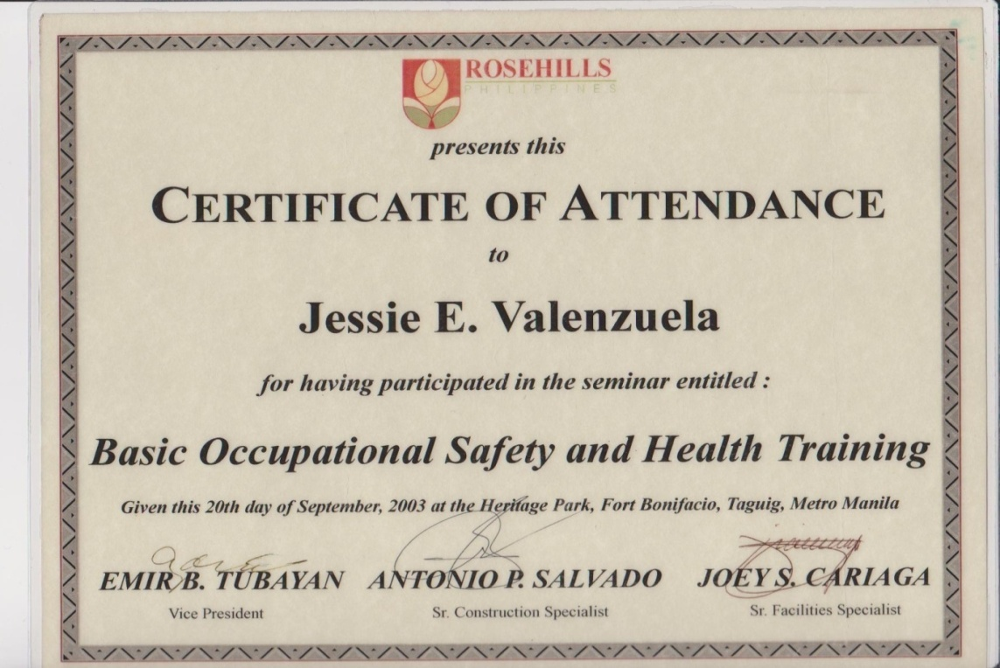 ROSEHILLS
PHILIPPINES
presents this
CERTIFICATE OF ATTENDANCE
to
Jessie E. Valenzuela
for having participated in the seminar entitled :
Basic Occupational Safety and Health Training
Given this 20th day of September, 2003 at the Heritage Park, Fort Bonifacio, Taguig, Metro Manila
EMIR B. TUBAYAN ANTONIO P. SALVADO JOEY S. CARIAGA
Vice President Sr. Construction Specialist Sr. Facilities Specialist